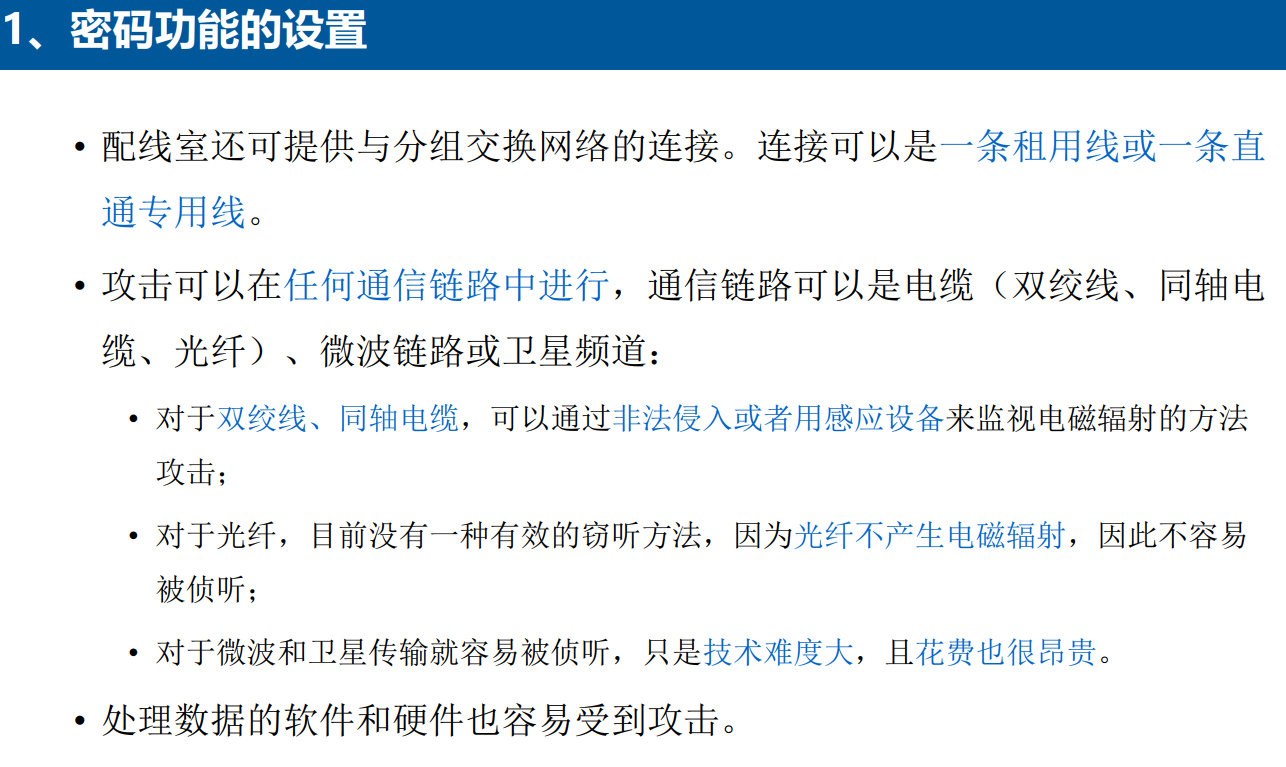 1、密码功能的设置
• 配线室还可提供与分组交换网络的连接。连接可以是一条租用线或一条直
通专用线。
• 攻击可以在任何通信链路中进行，通信链路可以是电缆（双绞线、同轴电
缆、光纤）、微波链路或卫星频道：
• 对于双绞线、同轴电缆，可以通过非法侵入或者用感应设备来监视电磁辐射的方法
攻击；
• 对于光纤，目前没有一种有效的窃听方法，因为光纤不产生电磁辐射，因此不容易
被侦听；
• 对于微波和卫星传输就容易被侦听，只是技术难度大，且花费也很昂贵。
• 处理数据的软件和硬件也容易受到攻击。